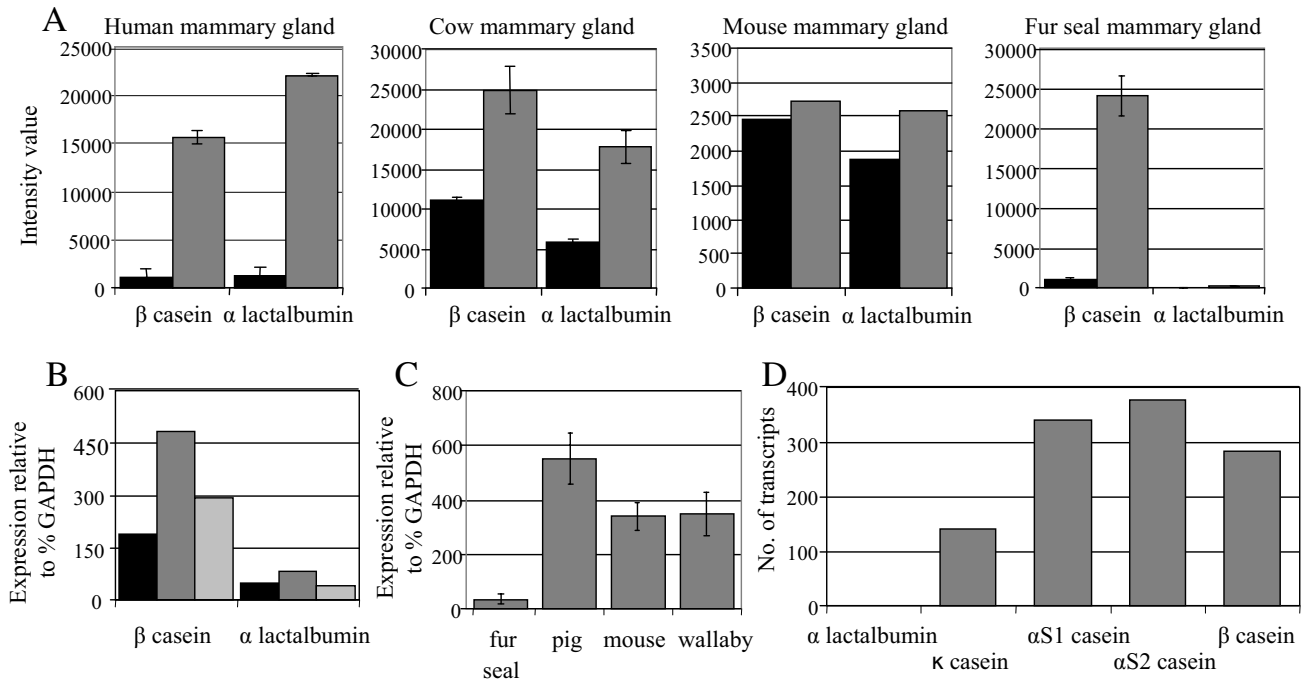 A
Human mammary gland
Cow mammary gland
Mouse mammary gland
Fur seal mammary gland
Intensity value
25000
20000
15000
10000
5000
0
β casein α lactalbumin
30000
25000
20000
15000
10000
5000
0
β casein α lactalbumin
3500
3000
2500
2000
1500
1000
500
0
β casein α lactalbumin
30000
25000
20000
15000
10000
5000
0
β casein α lactalbumin
B
Expression relative
to % GAPDH
600
450
300
150
0
β casein α lactalbumin
C
Expression relative
to % GAPDH
800
600
400
200
0
fur
seal
pig
mouse
wallaby
D
No. of transcripts
400
300
200
100
0
α lactalbumin
κ casein
αS1 casein
αS2 casein
β casein